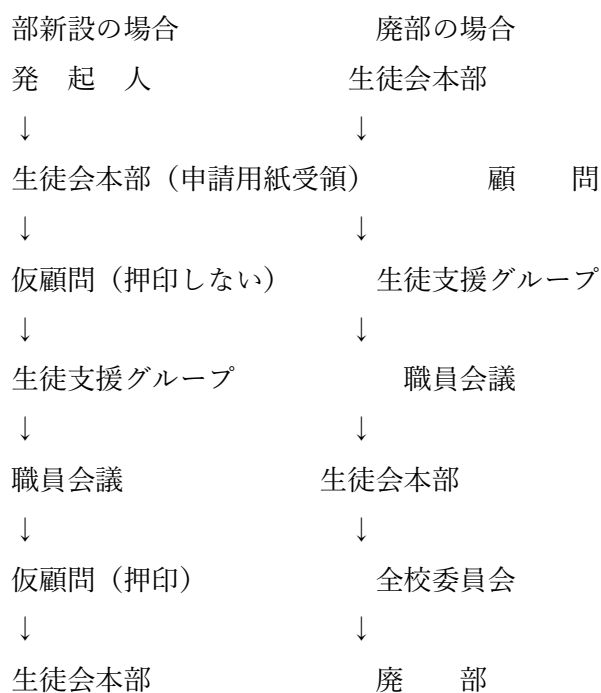 部新設の場合　　　　　　　廃部の場合
発　起　人　　　　　　　生徒会本部
↓　　　　　　　　　　　　↓
生徒会本部（申請用紙受領）　　　　　顧　　問
↓　　　　　　　　　　　　↓
仮顧問（押印しない）　　　　生徒支援グループ
↓　　　　　　　　　　　　↓
生徒支援グループ　　　　　　職員会議
↓　　　　　　　　　　　　↓
職員会議　　　　　　　生徒会本部
↓　　　　　　　　　　　　↓
仮顧問（押印）　　　　　　　全校委員会
↓　　　　　　　　　　　　↓
生徒会本部　　　　　　　　廃　　部